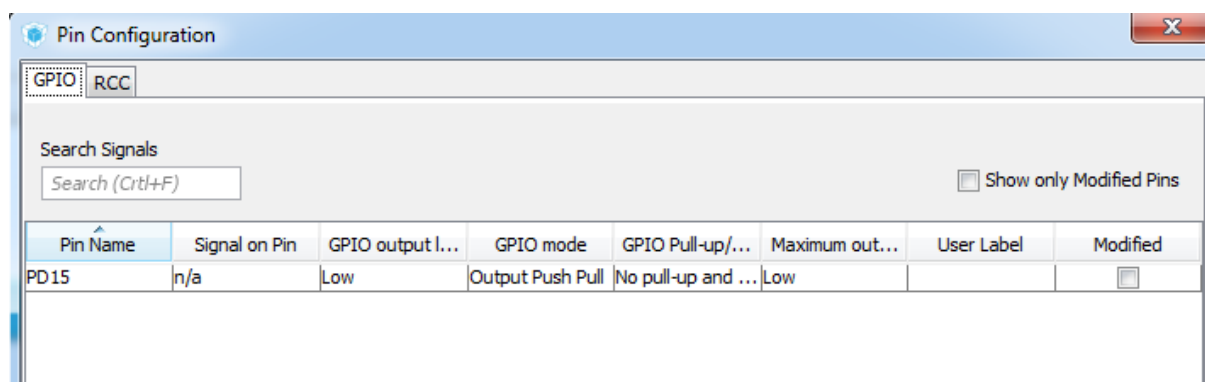 Pin Configuration
X
GPIO RCC
Search Signals
Search (Crtl+F)
Show only Modified Pins
Pin Name Signal on Pin GPIO output l... GPIO mode GPIO Pull-up/... Maximum out... User Label Modified
PD15 n/a Low Output Push Pull No pull-up and ... Low